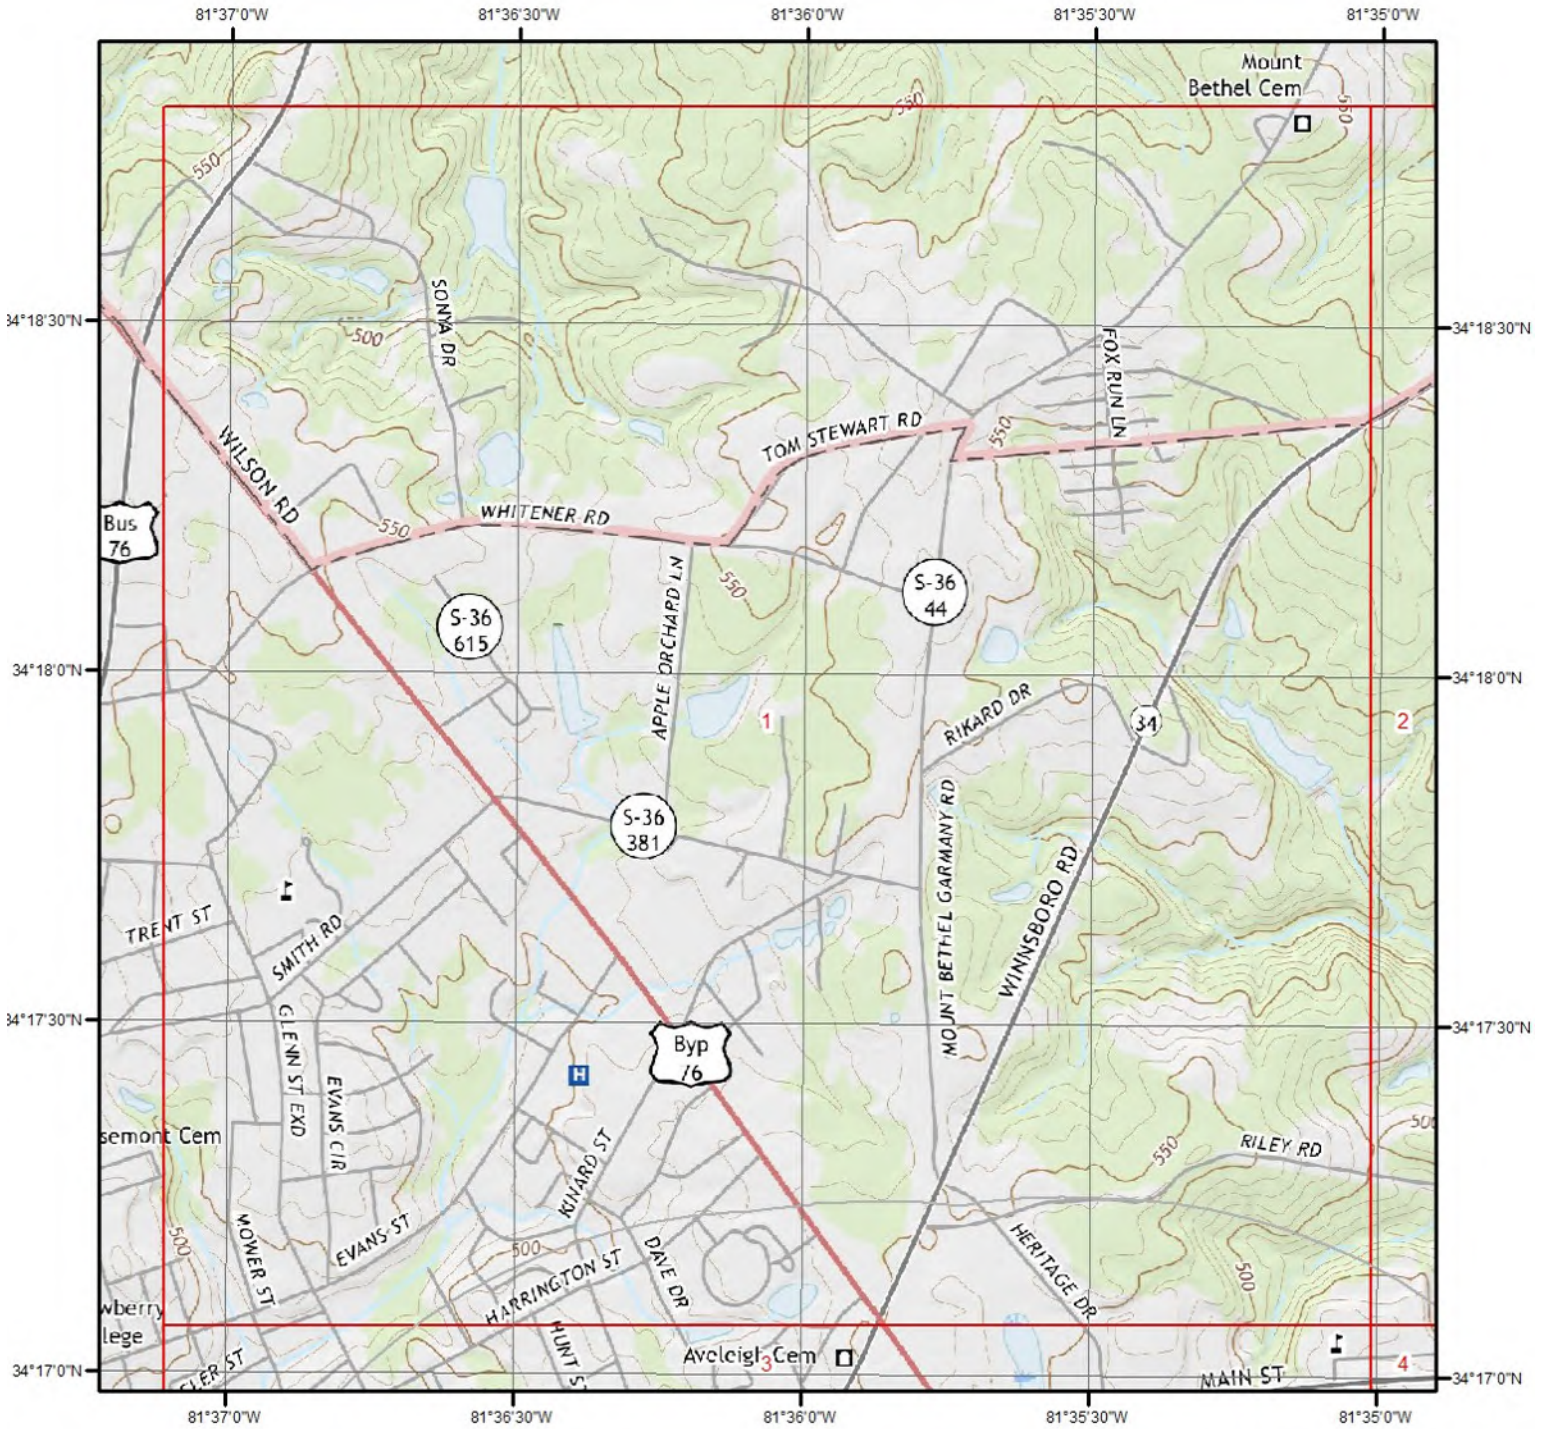 81°37'0"W
81°36'30"W
81°36'0"W
81°35'30"W
81°35'0"W
Mount
Bethel Cem
550
550
550
SONYA DR
34°18'30"N
34°18'30"N
500
FOX RUN LN
WILSON RD
TOM STEWART RD
550
Bus
76
550
WHITENER RD
S-36
615
APPLE ORCHARD LN
550
S-36
44
34°18'0"N
34°18'0"N
1
RIKARD DR
34
2
S-36
381
MOUNT BETHEL GARMANY RD
WINNSBORO RD
TRENT ST
SMITH RD
34°17'30"N
34°17'30"N
GLENN ST EXD
EVANS CIR
Byp
76
H
semont Cem
KINARD ST
550
RILEY RD
500
500
MOWER ST
EVANS ST
500
HARRINGTON ST
DAVE DR
HERITAGE DR
500
wberry
lege
HUNT S
LER ST
Aveleigh Cem
3
MAIN ST
4
34°17'0"N
34°17'0"N
81°37'0"W
81°36'30"W
81°36'0"W
81°35'30"W
81°35'0"W